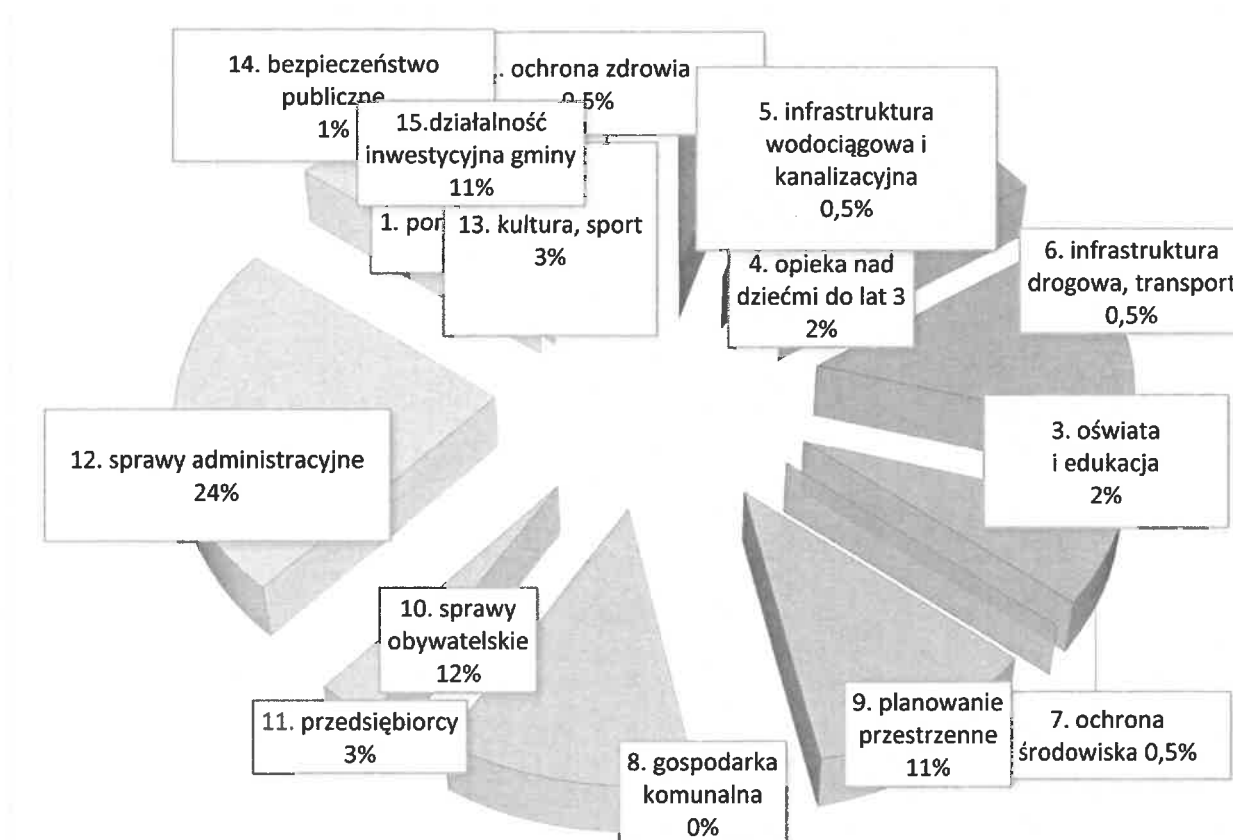 14. bezpieczeństwo
publiczne
1%
. ochrona zdrowia
0,5%
15.działalność
inwestycyjna gminy
11%
5. infrastruktura
wodociągowa i
kanalizacyjna
0,5%
1.
13. kultura, sport
3%
4. opieka nad
dziećmi do lat 3
2%
6. infrastruktura
drogowa, transport
0,5%
3. oświata
i edukacja
2%
12. sprawy administracyjne
24%
10. sprawy
obywatelskie
12%
11. przedsiębiorcy
3%
9. planowanie
przestrzenne
11%
7. ochrona
środowiska 0,5%
8. gospodarka
komunalna
0%